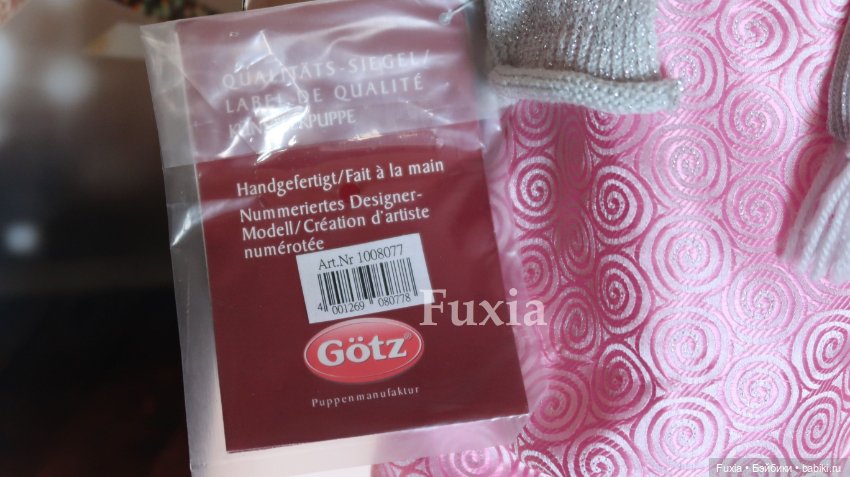 QUALITÄTS-SIEGEL/
LABEL DE QUALITÉ
Handgefertigt/Fait à la main
Nummeriertes Designer-
Modell/Création d'artiste
numérotée
Art.Nr 1008077
4 001269 080778
Götz
Puppenmanufaktur
Fuxia
Fuxia • Бэйбики • babiki.ru